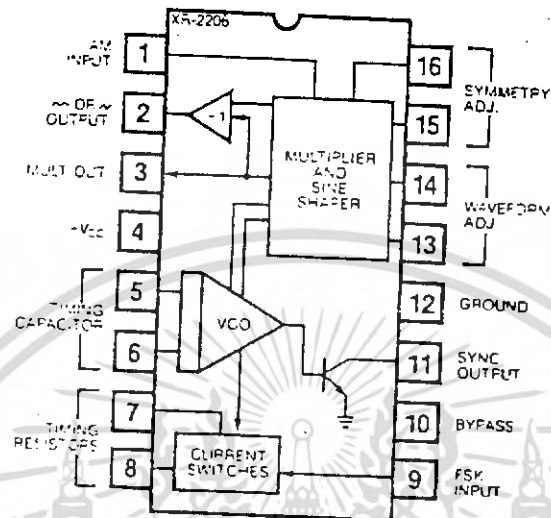 XR-2206
AM
INPUT
1
16
SYMMETRY
ADJ.
~ OR ~
OUTPUT
2
-1
15
MULTIPLIER
AND
SINE
SHAPER
MULT OUT
3
14
WAVEFORM
ADJ
+VCC
4
13
TIMING
CAPACITOR
5
12
GROUND
VCO
6
11
SYNC
OUTPUT
TIMING
RESISTORS
7
10
BYPASS
CURRENT
SWITCHES
8
9
FSK
INPUT